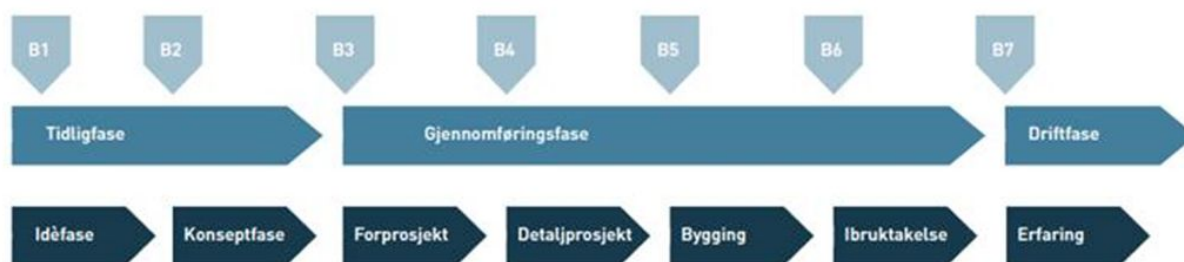 B1 B2 B3 B4 B5 B6 B7
Tidligfase Gjennomføringsfase Driftfase
Idèfase Konseptfase Forprosjekt Detaljprosjekt Bygging Ibruktakelse Erfaring